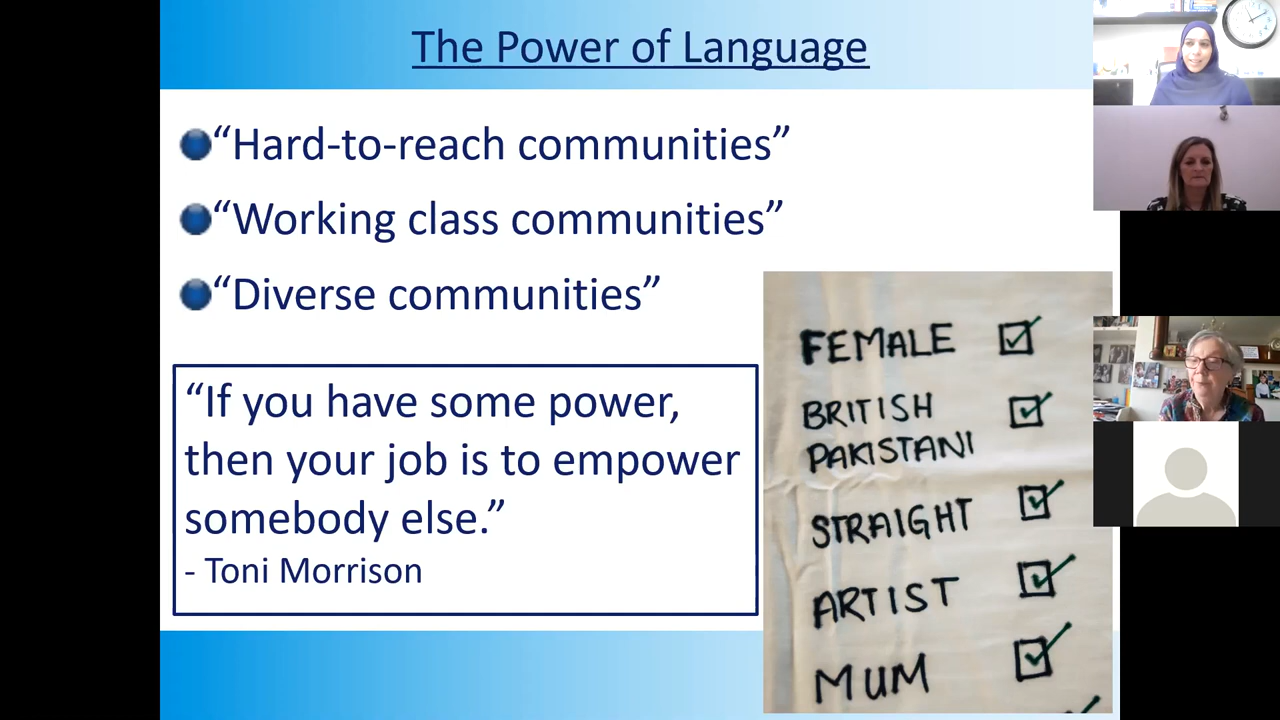 The Power of Language
“Hard-to-reach communities”
“Working class communities”
“Diverse communities”
“If you have some power,
then your job is to empower
somebody else.”
- Toni Morrison
FEMALE
BRITISH
PAKISTANI
STRAIGHT
ARTIST
MUM